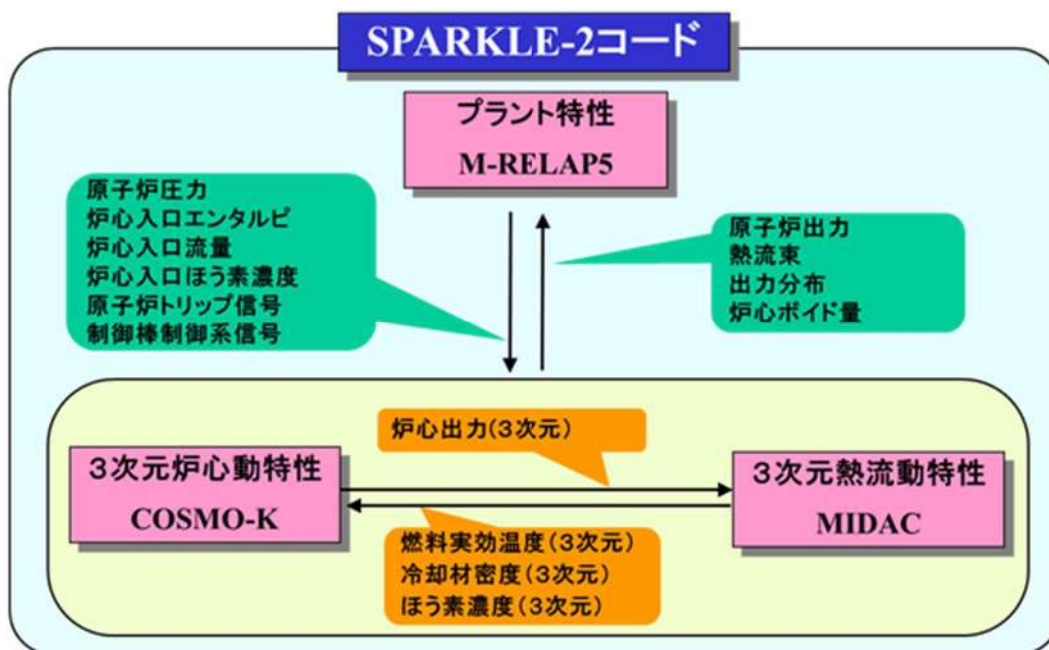 SPARKLE-2コード
プラント特性
M-RELAP5
原子炉圧力
炉心入口エンタルピ
炉心入口流量
炉心入口ほう素濃度
原子炉トリップ信号
制御棒制御系信号
原子炉出力
熱流束
出力分布
炉心ボイド量
炉心出力(3次元)
3次元炉心動特性
COSMO-K
3次元熱流動特性
MIDAC
燃料実効温度(3次元)
冷却材密度(3次元)
ほう素濃度(3次元)